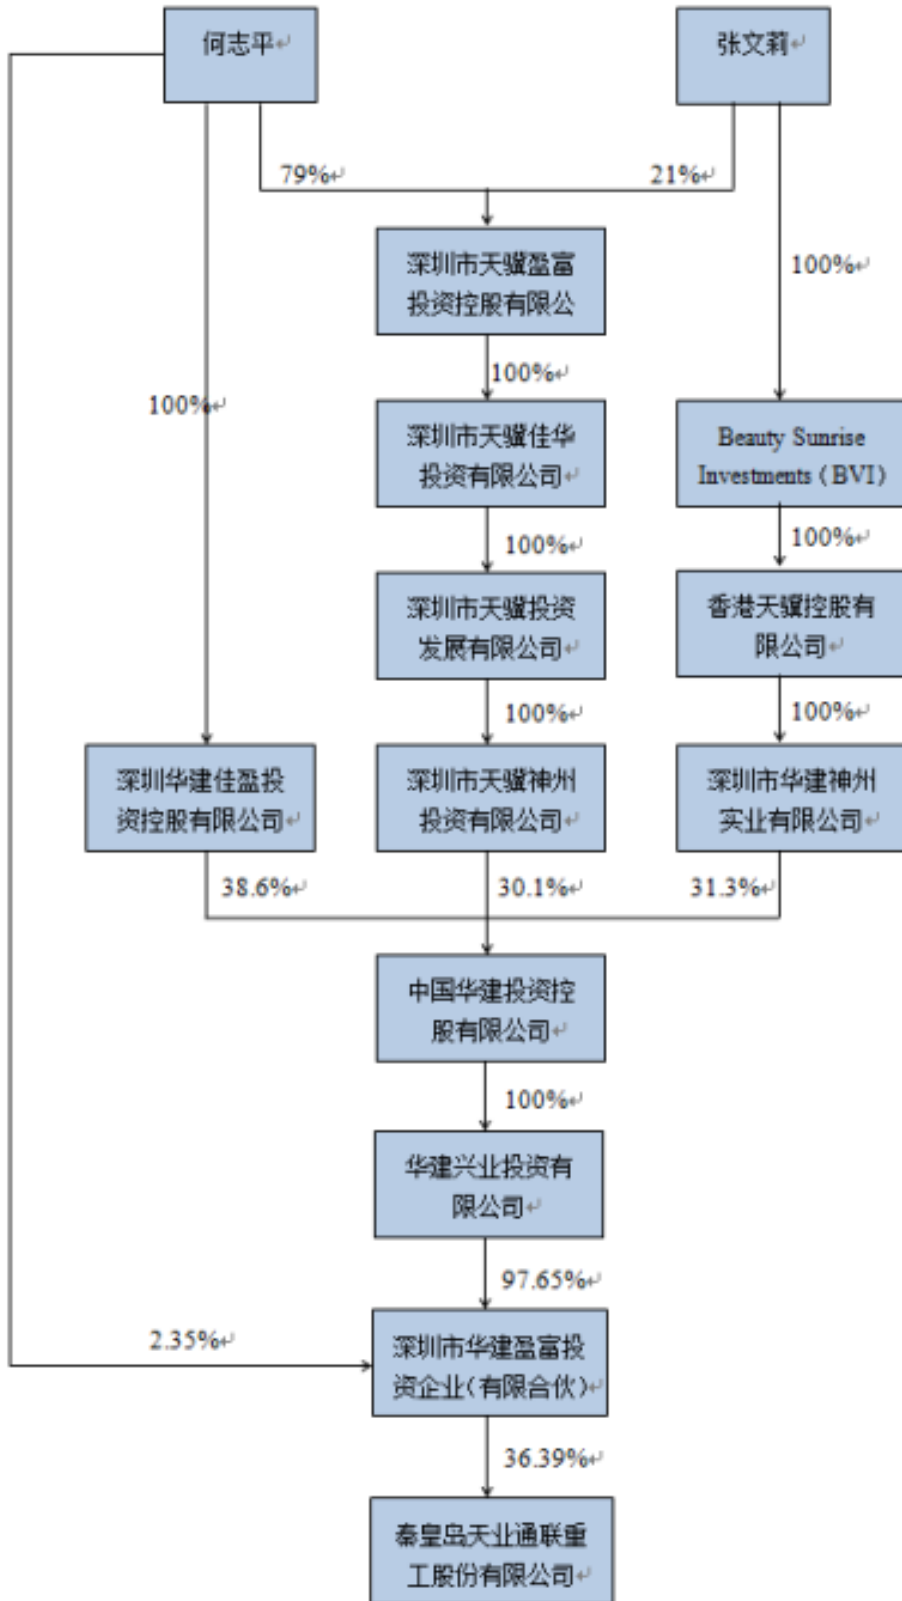 何志平
张文莉
79%
21%
深圳市天骥盈富
投资控股有限公
100%
100%
100%
深圳市天骥佳华
投资有限公司
Beauty Sunrise
Investments（BVI）
100%
100%
深圳市天骥投资
发展有限公司
香港天骥控股有
限公司
100%
100%
深圳华建佳盈投
资控股有限公司
深圳市天骥神州
投资有限公司
深圳市华建神州
实业有限公司
38.6%
30.1%
31.3%
中国华建投资控
股有限公司
100%
华建兴业投资有
限公司
97.65%
2.35%
深圳市华建盈富投
资企业（有限合伙）
36.39%
秦皇岛天业通联重
工股份有限公司